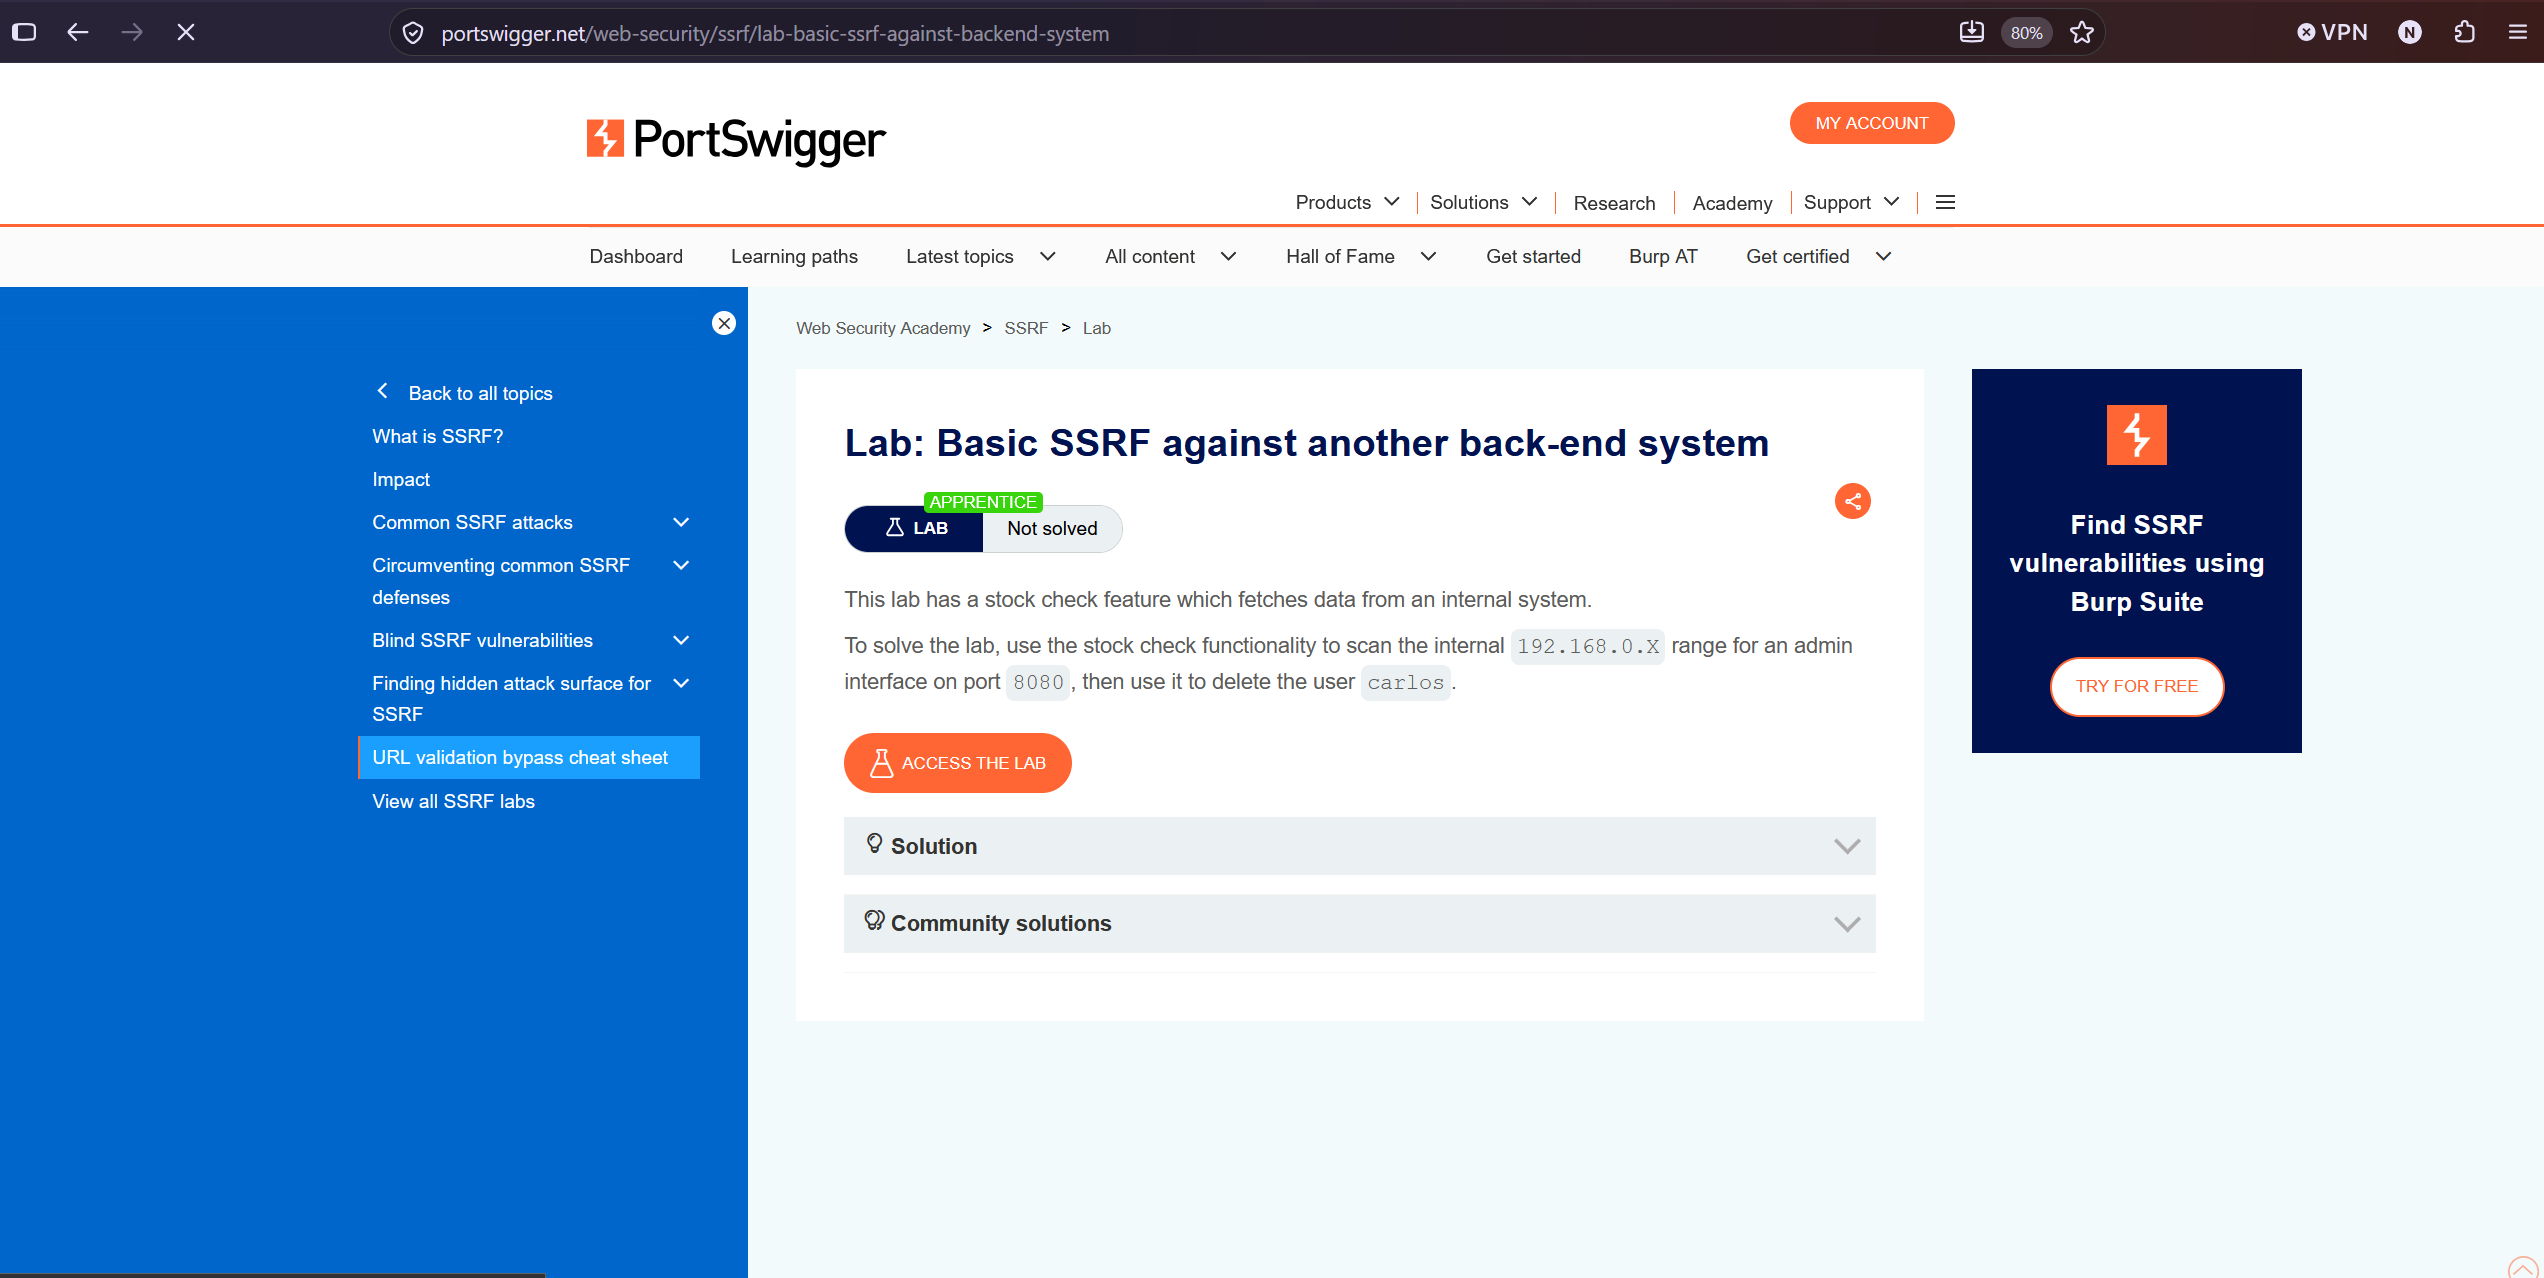 portswigger.net/web-security/ssrf/lab-basic-ssrf-against-backend-system
80%
VPN
N
PortSwigger
MY ACCOUNT
Products
Solutions
Research
Academy
Support
Dashboard
Learning paths
Latest topics
All content
Hall of Fame
Get started
Burp AT
Get certified
Back to all topics
What is SSRF?
Impact
Common SSRF attacks
Circumventing common SSRF
defenses
Blind SSRF vulnerabilities
Finding hidden attack surface for
SSRF
URL validation bypass cheat sheet
View all SSRF labs
Web Security Academy > SSRF > Lab
Lab: Basic SSRF against another back-end system
APPRENTICE
LAB
Not solved
This lab has a stock check feature which fetches data from an internal system.
To solve the lab, use the stock check functionality to scan the internal 192.168.0.X range for an admin
interface on port 8080, then use it to delete the user carlos.
ACCESS THE LAB
Solution
Community solutions
Find SSRF
vulnerabilities using
Burp Suite
TRY FOR FREE